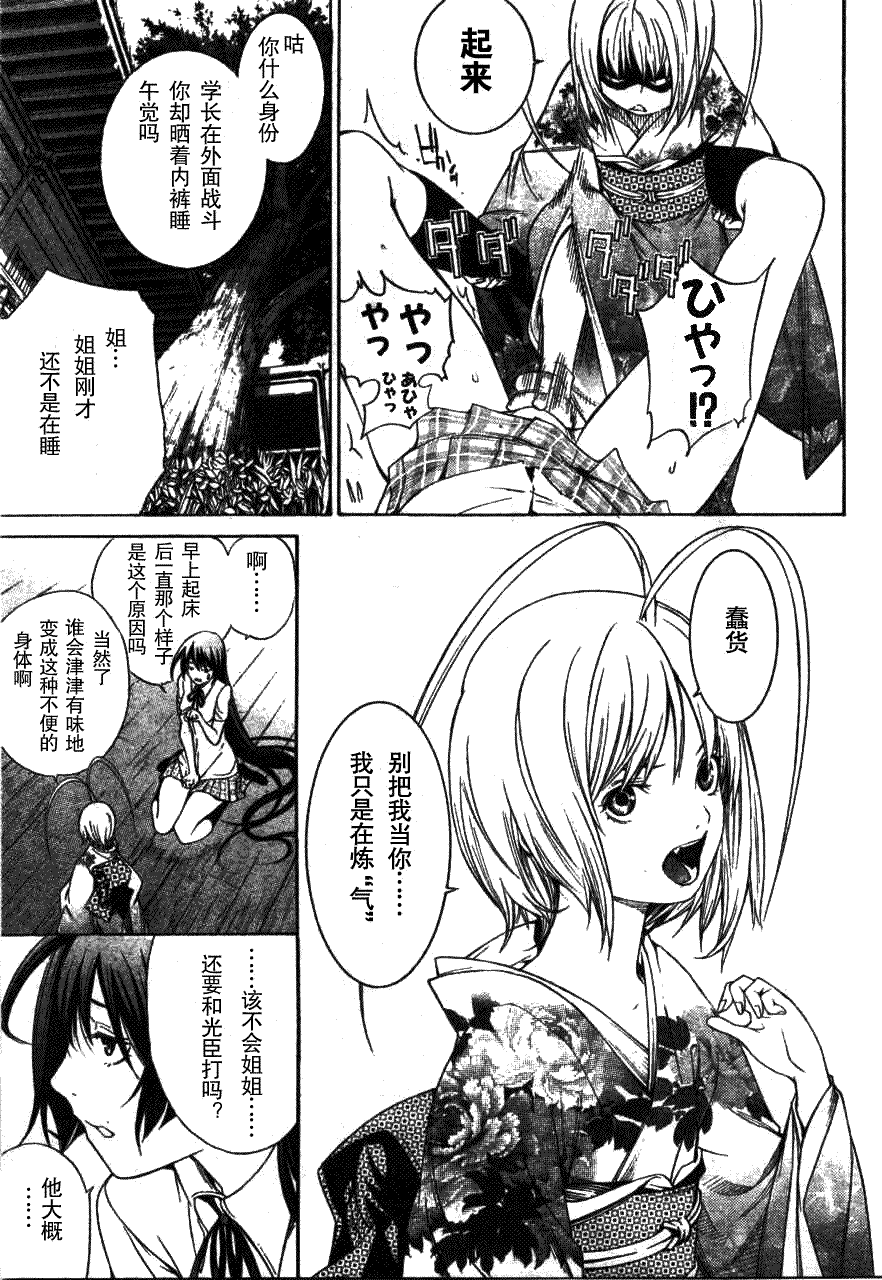 起来
ひやっ!?
ダ
ダ
ダ
ダ
やっ
やっ
あひゃ
ひやっ
咕
你什么身份
学长在外面战斗
你却晒着内裤睡
午觉吗
姐…
姐姐刚才
还不是在睡
蠢货
别把我当你……
我只是在炼“气”
啊……
早上起床
后一直那个样子
是这个原因吗
当然了
谁会津津有味地
变成这种不便的
身体啊
……该不会姐姐……
还要和光臣打吗?
他大概
……